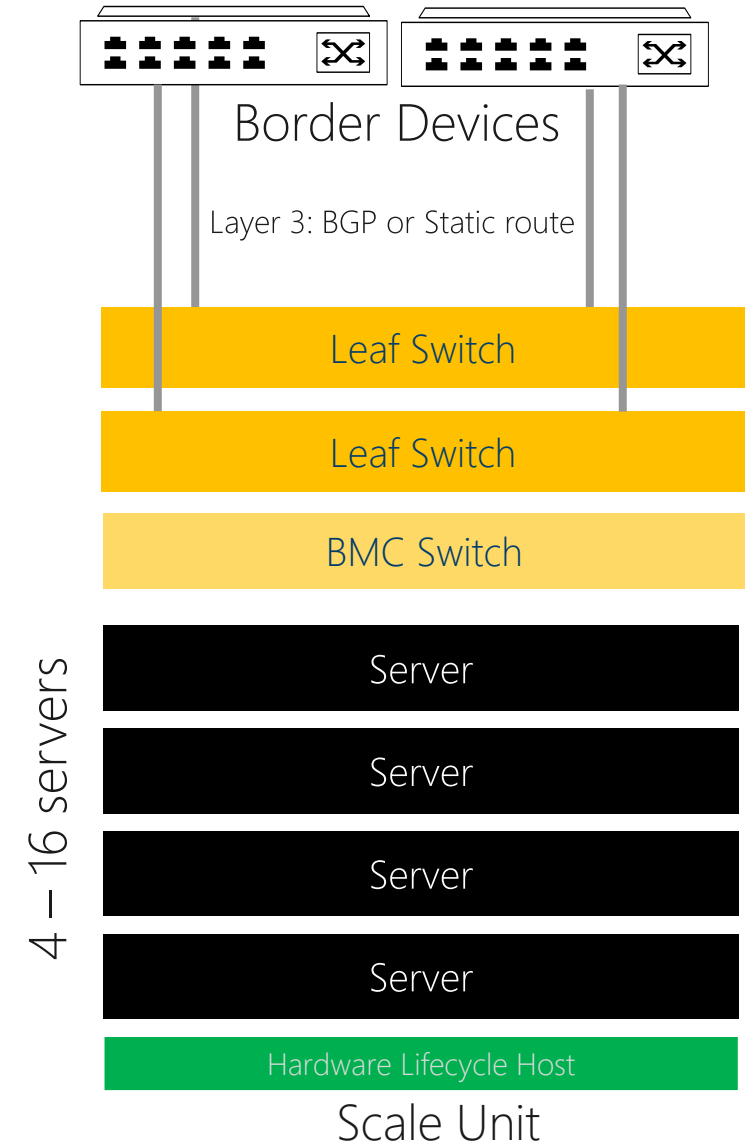 Border Devices
Layer 3: BGP or Static route
Leaf Switch
Leaf Switch
BMC Switch
4 – 16 servers
Server
Server
Server
Server
Hardware Lifecycle Host
Scale Unit